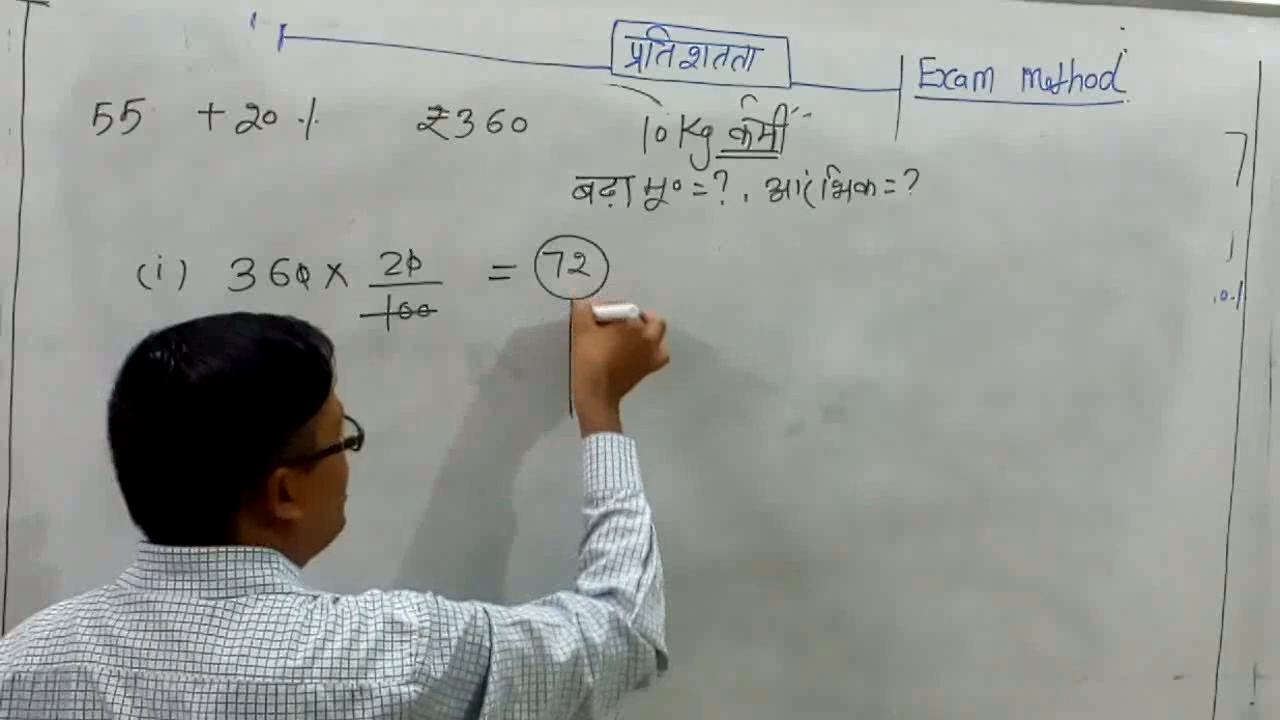 प्रतिशतता
Exam Method
55 +20% ₹360 10 Kg कमी
बढ़ा मू० = ? , आरंभिक = ?
(i) 360 × 20/100 = 72